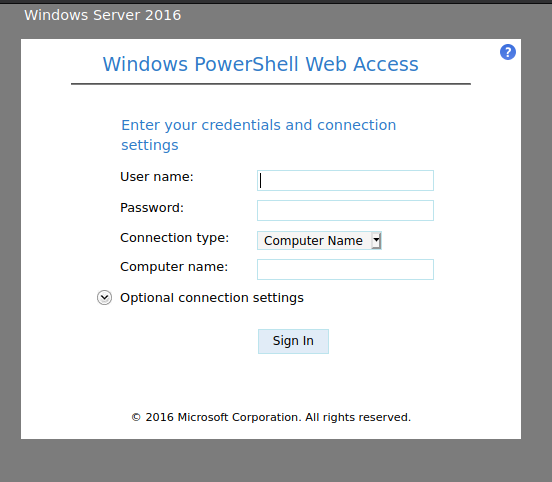 Windows Server 2016
?
Windows PowerShell Web Access
Enter your credentials and connection
settings
User name:
Password:
Connection type: Computer Name
Computer name:
Optional connection settings
Sign In
© 2016 Microsoft Corporation. All rights reserved.